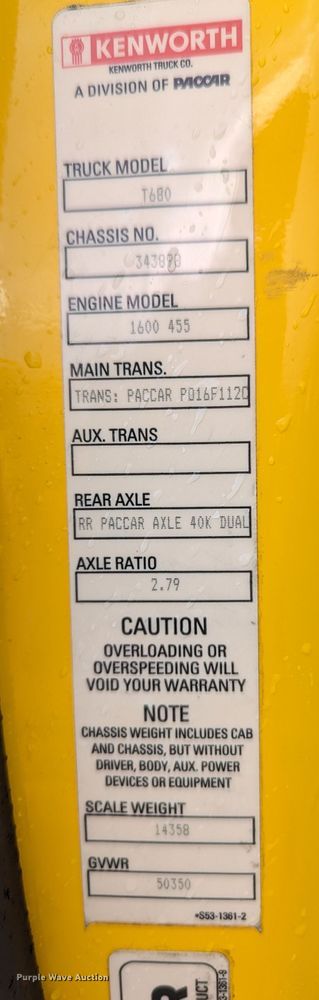 KENWORTH
KENWORTH TRUCK CO.
A DIVISION OF PACCAR
TRUCK MODEL
T680
CHASSIS NO.
ENGINE MODEL
1600 455
MAIN TRANS.
TRANS: PACCAR PO16F112C
AUX. TRANS
REAR AXLE
RR PACCAR AXLE 40K DUAL
AXLE RATIO
2.79
CAUTION
OVERLOADING OR
OVERSPEEDING WILL
VOID YOUR WARRANTY
NOTE
CHASSIS WEIGHT INCLUDES CAB
AND CHASSIS, BUT WITHOUT
DRIVER, BODY, AUX. POWER
DEVICES OR EQUIPMENT
SCALE WEIGHT
14358
GVWR
50350
*S53-1361-2
Purple Wave Auction